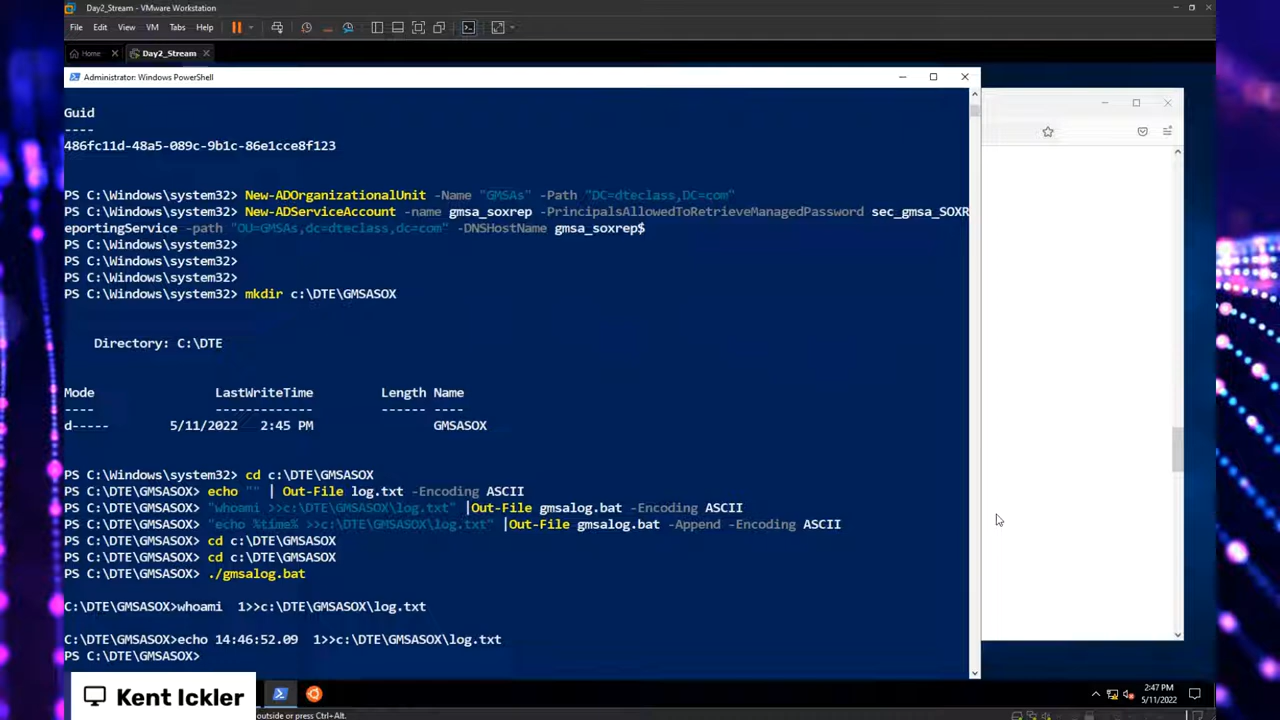 Day2_Stream - VMware Workstation
File Edit View VM Tabs Help
Home Day2_Stream
Administrator: Windows PowerShell
Guid
----
486fc11d-48a5-089c-9b1c-86e1cce8f123
PS C:\Windows\system32> New-ADOrganizationalUnit -Name "GMSAs" -Path "DC=dteclass,DC=com"
PS C:\Windows\system32> New-ADServiceAccount -name gmsa_soxrep -PrincipalsAllowedToRetrieveManagedPassword sec_gmsa_SOXR
eportingService -path "OU=GMSAs,dc=dteclass,dc=com" -DNSHostName gmsa_soxrep$
PS C:\Windows\system32>
PS C:\Windows\system32>
PS C:\Windows\system32>
PS C:\Windows\system32> mkdir c:\DTE\GMSASOX
Directory: C:\DTE
Mode LastWriteTime Length Name
---- ------------- ------ ----
d----- 5/11/2022 2:45 PM GMSASOX
PS C:\Windows\system32> cd c:\DTE\GMSASOX
PS C:\DTE\GMSASOX> echo "" | Out-File log.txt -Encoding ASCII
PS C:\DTE\GMSASOX> "whoami >>c:\DTE\GMSASOX\log.txt" |Out-File gmsalog.bat -Encoding ASCII
PS C:\DTE\GMSASOX> "echo %time% >>c:\DTE\GMSASOX\log.txt" |Out-File gmsalog.bat -Append -Encoding ASCII
PS C:\DTE\GMSASOX> cd c:\DTE\GMSASOX
PS C:\DTE\GMSASOX> cd c:\DTE\GMSASOX
PS C:\DTE\GMSASOX> ./gmsalog.bat
C:\DTE\GMSASOX>whoami 1>>c:\DTE\GMSASOX\log.txt
C:\DTE\GMSASOX>echo 14:46:52.09 1>>c:\DTE\GMSASOX\log.txt
PS C:\DTE\GMSASOX>
Kent Ickler
2:47 PM
5/11/2022
outside or press Ctrl+Alt.